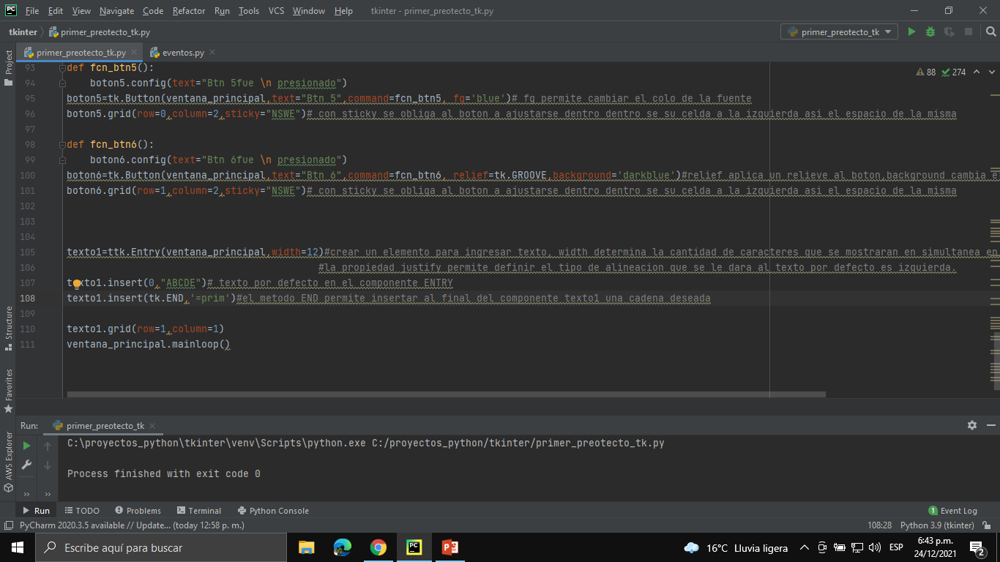 File Edit View Navigate Code Refactor Run Tools VCS Window Help tkinter - primer_preotecto_tk.py
tkinter primer_preotecto_tk.py primer_preotecto_tk
primer_preotecto_tk.py eventos.py
Project
88 274
93 def fcn_btn5():
94 boton5.config(text="Btn 5fue \n presionado")
95 boton5=tk.Button(ventana_principal,text="Btn 5",command=fcn_btn5, fg='blue')# fg permite cambiar el colo de la fuente
96 boton5.grid(row=0,column=2,sticky="NSWE")# con sticky se obliga al boton a ajustarse dentro dentro se su celda a la izquierda asi el espacio de la misma
97
98 def fcn_btn6():
99 boton6.config(text="Btn 6fue \n presionado")
100 boton6=tk.Button(ventana_principal,text="Btn 6",command=fcn_btn6, relief=tk.GROOVE,background='darkblue')#relief aplica un relieve al boton,background cambia e
101 boton6.grid(row=1,column=2,sticky="NSWE")# con sticky se obliga al boton a ajustarse dentro dentro se su celda a la izquierda asi el espacio de la misma
102
103
104
105 texto1=ttk.Entry(ventana_principal,width=12)#crear un elemento para ingresar texto, width determina la cantidad de caracteres que se mostraran en simultanea en
106 #la propiedad justify permite definir el tipo de alineacion que se le dara al texto por defecto es izquierda.
107 texto1.insert(0,"ABCDE")# texto por defecto en el componente ENTRY
108 texto1.insert(tk.END,'=prim')#el metodo END permite insertar al final del componente texto1 una cadena deseada
109
110 texto1.grid(row=1,column=1)
111 ventana_principal.mainloop()
Structure
Favorites
AWS Explorer
Run: primer_preotecto_tk
C:\proyectos_python\tkinter\venv\Scripts\python.exe C:/proyectos_python/tkinter/primer_preotecto_tk.py
Process finished with exit code 0
Run TODO Problems Terminal Python Console 1 Event Log
PyCharm 2020.3.5 available // Update... (today 12:58 p. m.) 108:28 Python 3.9 (tkinter)
Escribe aquí para buscar
16°C Lluvia ligera ESP
6:43 p.m.
24/12/2021
2